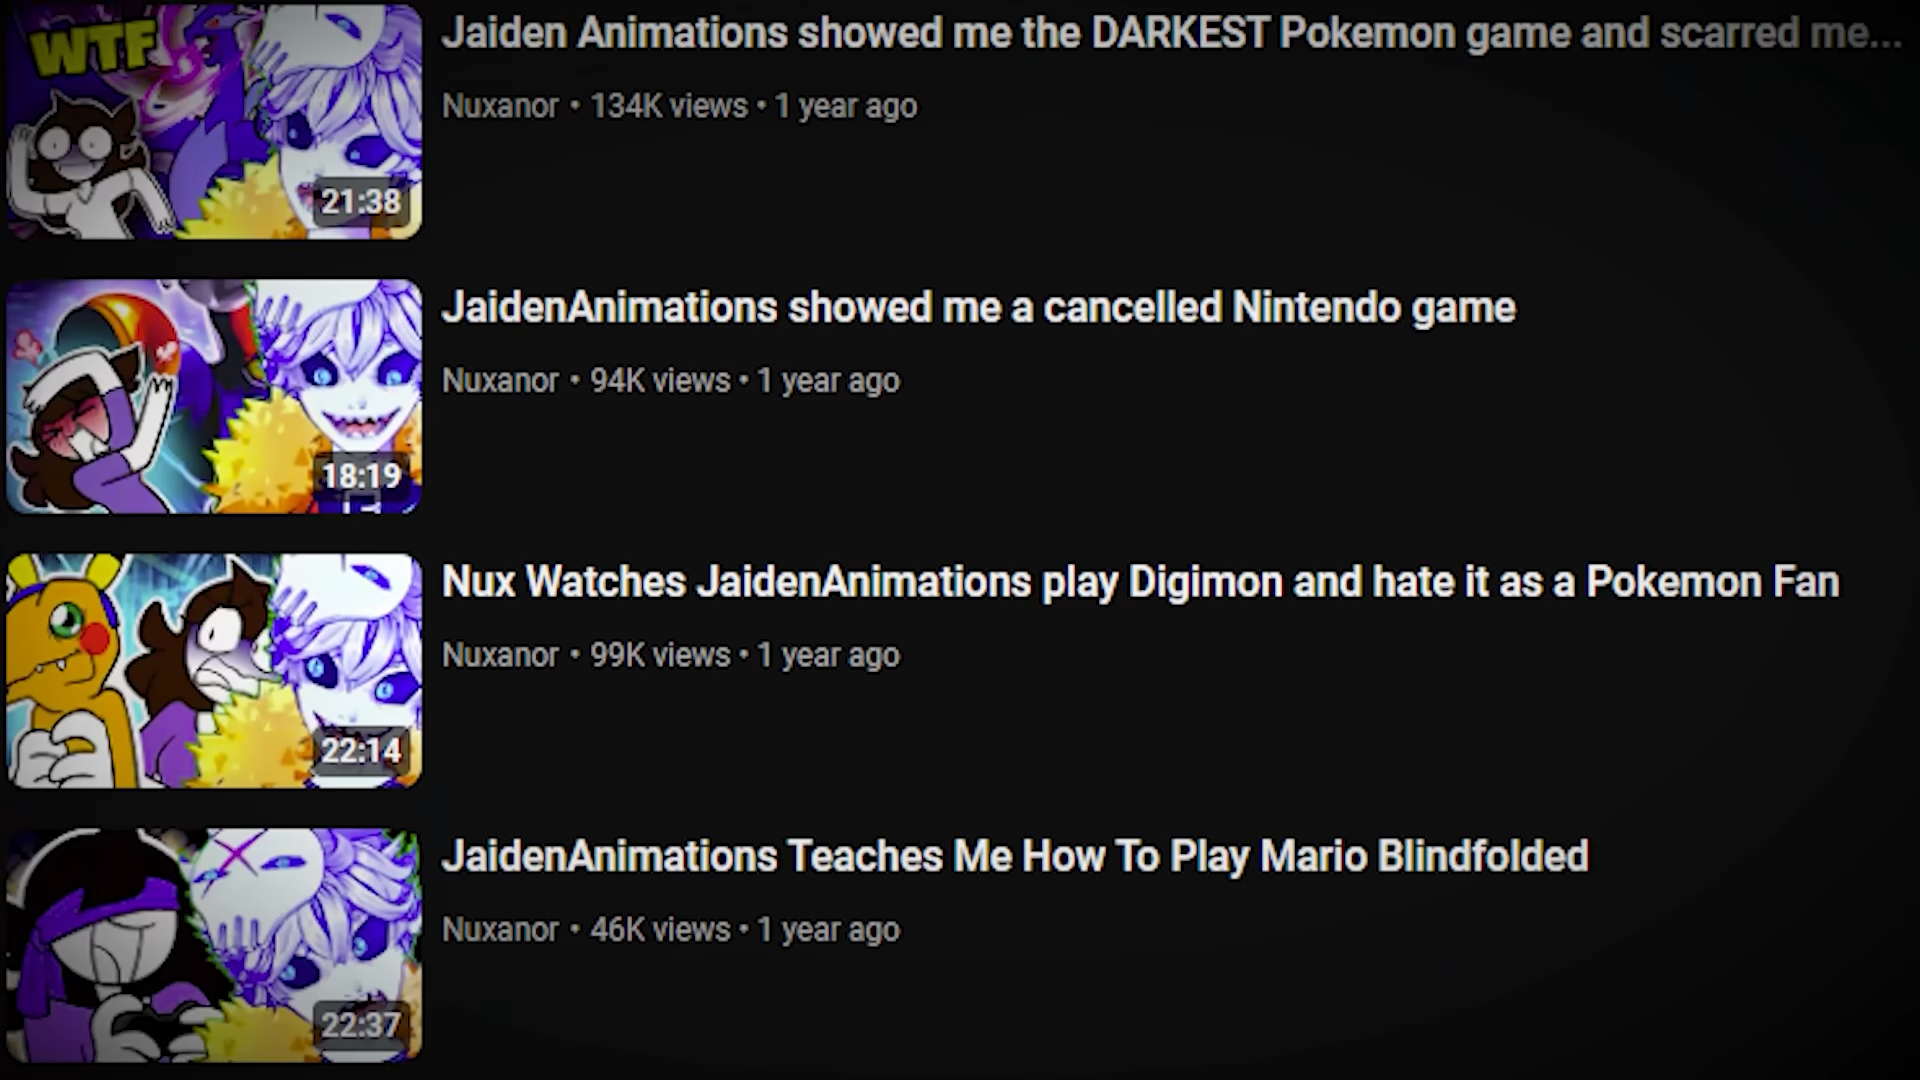 WTF
21:38
Jaiden Animations showed me the DARKEST Pokemon game and scarred me...
Nuxanor • 134K views • 1 year ago
18:19
JaidenAnimations showed me a cancelled Nintendo game
Nuxanor • 94K views • 1 year ago
22:14
Nux Watches JaidenAnimations play Digimon and hate it as a Pokemon Fan
Nuxanor • 99K views • 1 year ago
22:37
JaidenAnimations Teaches Me How To Play Mario Blindfolded
Nuxanor • 46K views • 1 year ago